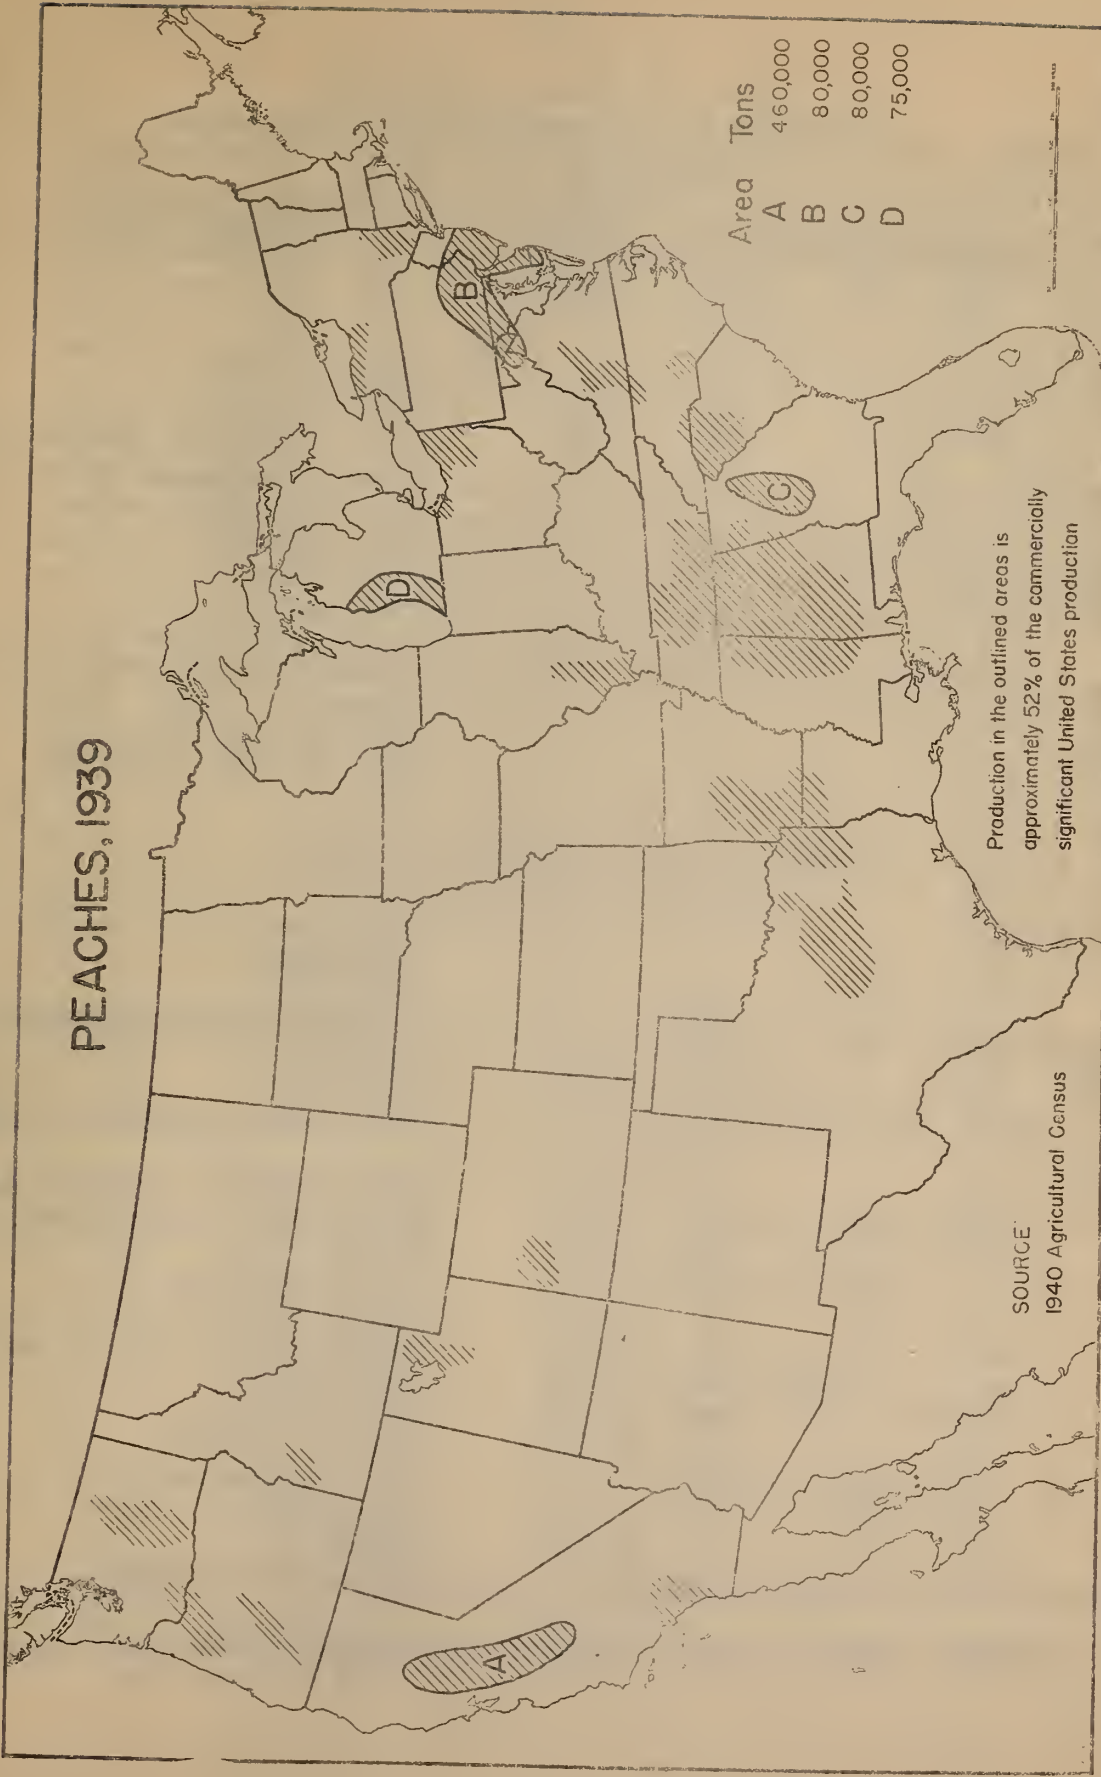 PEACHES, 1939
A
B
C
D
Area Tons
A 460,000
B 80,000
C 80,000
D 75,000
SOURCE:
1940 Agricultural Census
Production in the outlined areas is
approximately 52% of the commercially
significant United States production